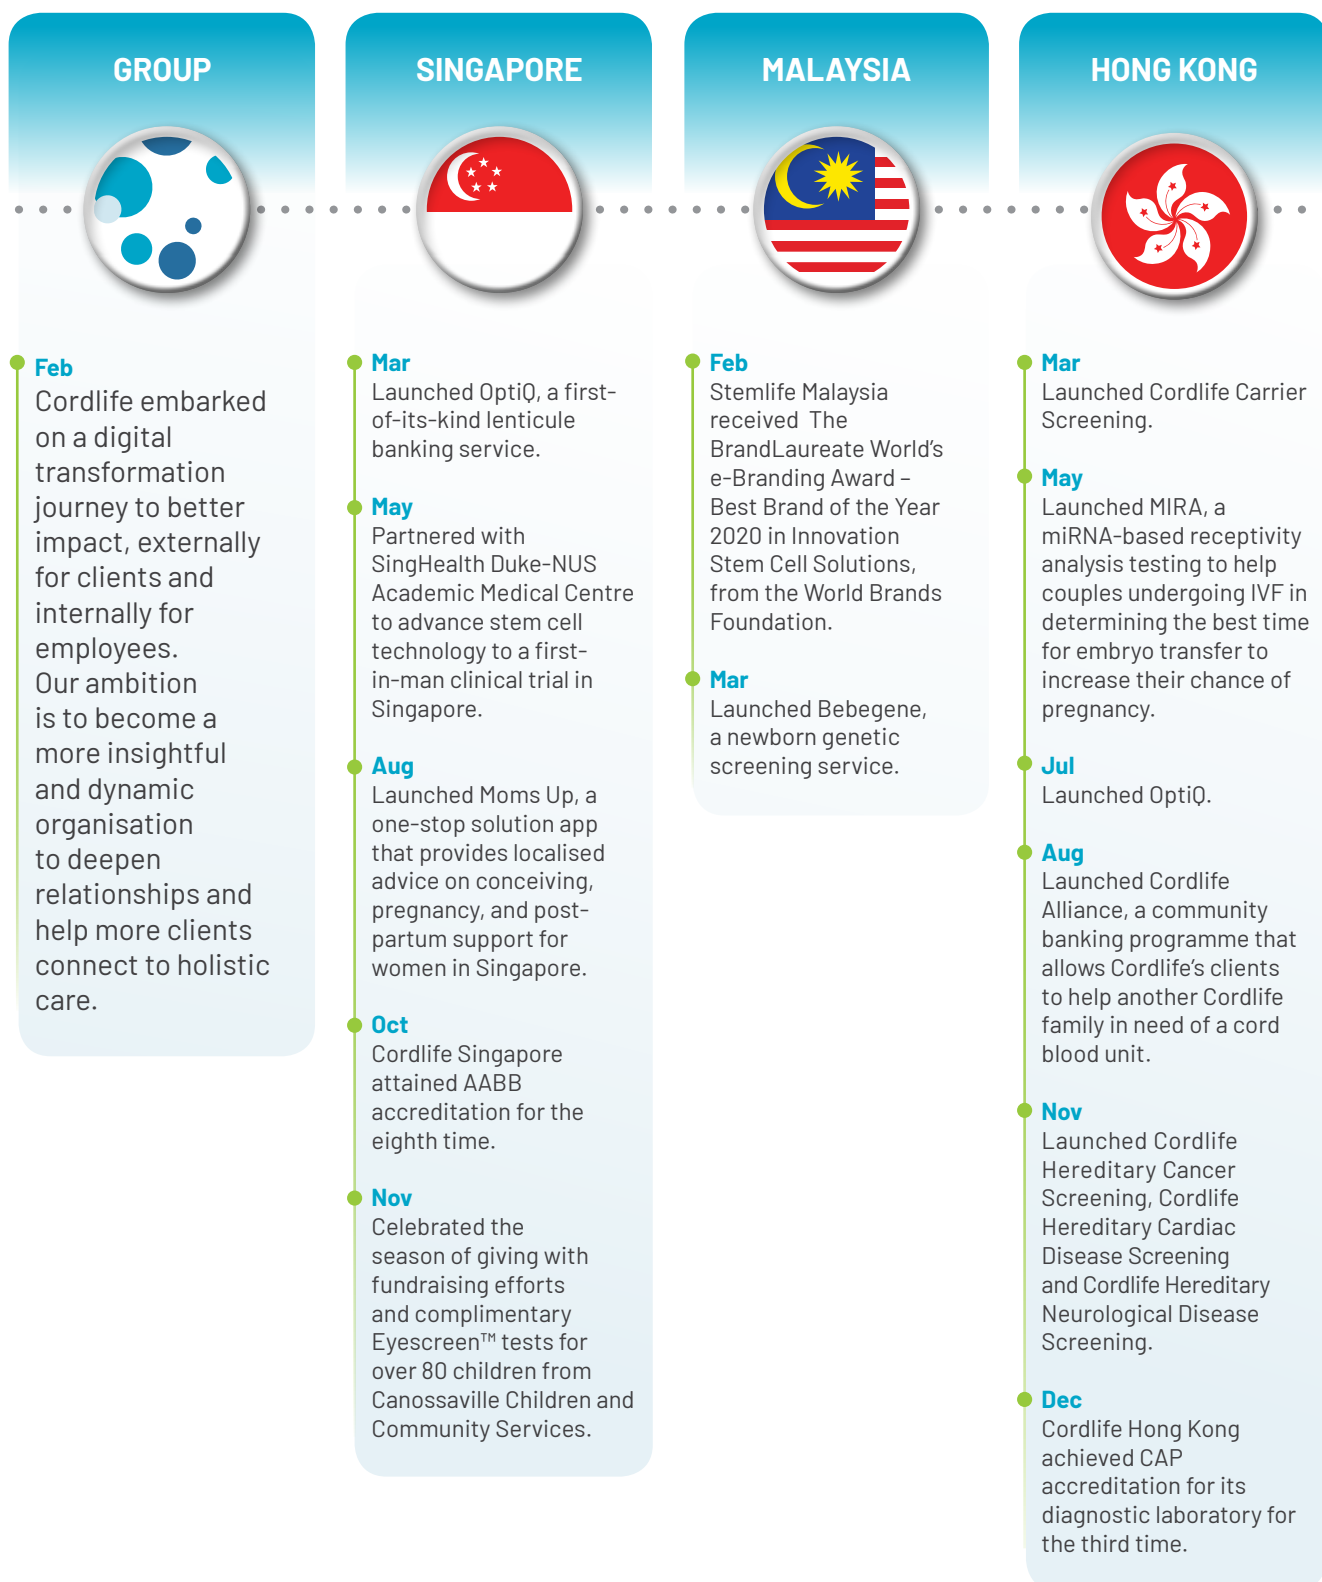 GROUP
Feb
Cordlife embarked
on a digital
transformation
journey to better
impact, externally
for clients and
internally for
employees.
Our ambition
is to become a
more insightful
and dynamic
organisation
to deepen
relationships and
help more clients
connect to holistic
care.
SINGAPORE
Mar
Launched OptiQ, a first-
of-its-kind lenticule
banking service.
May
Partnered with
SingHealth Duke-NUS
Academic Medical Centre
to advance stem cell
technology to a first-
in-man clinical trial in
Singapore.
Aug
Launched Moms Up, a
one-stop solution app
that provides localised
advice on conceiving,
pregnancy, and post-
partum support for
women in Singapore.
Oct
Cordlife Singapore
attained AABB
accreditation for the
eighth time.
Nov
Celebrated the
season of giving with
fundraising efforts
and complimentary
Eyescreen™ tests for
over 80 children from
Canossaville Children and
Community Services.
MALAYSIA
Feb
Stemlife Malaysia
received The
BrandLaureate World's
e-Branding Award –
Best Brand of the Year
2020 in Innovation
Stem Cell Solutions,
from the World Brands
Foundation.
Mar
Launched Bebegene,
a newborn genetic
screening service.
HONG KONG
Mar
Launched Cordlife Carrier
Screening.
May
Launched MIRA, a
miRNA-based receptivity
analysis testing to help
couples undergoing IVF in
determining the best time
for embryo transfer to
increase their chance of
pregnancy.
Jul
Launched OptiQ.
Aug
Launched Cordlife
Alliance, a community
banking programme that
allows Cordlife's clients
to help another Cordlife
family in need of a cord
blood unit.
Nov
Launched Cordlife
Hereditary Cancer
Screening, Cordlife
Hereditary Cardiac
Disease Screening
and Cordlife Hereditary
Neurological Disease
Screening.
Dec
Cordlife Hong Kong
achieved CAP
accreditation for its
diagnostic laboratory for
the third time.